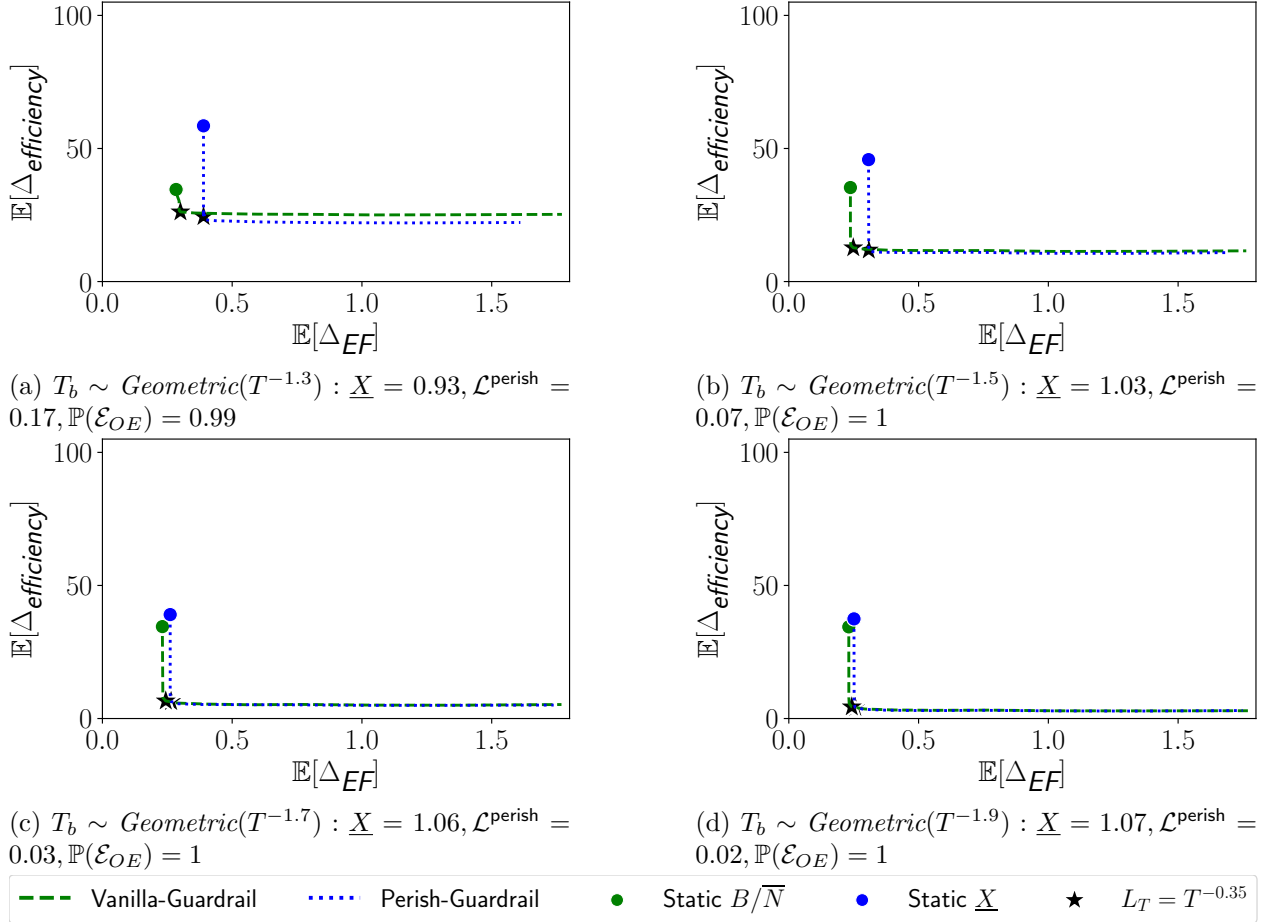 100
50
0
𝔼[Δ_efficiency]
0.0 0.5 1.0 1.5
𝔼[Δ_EF]
(a) T_b ∼ Geometric(T^{−1.3}) : X̲ = 0.93, ℒ^perish =
0.17, ℙ(ℰ_OE) = 0.99
100
50
0
𝔼[Δ_efficiency]
0.0 0.5 1.0 1.5
𝔼[Δ_EF]
(b) T_b ∼ Geometric(T^{−1.5}) : X̲ = 1.03, ℒ^perish =
0.07, ℙ(ℰ_OE) = 1
100
50
0
𝔼[Δ_efficiency]
0.0 0.5 1.0 1.5
𝔼[Δ_EF]
(c) T_b ∼ Geometric(T^{−1.7}) : X̲ = 1.06, ℒ^perish =
0.03, ℙ(ℰ_OE) = 1
100
50
0
𝔼[Δ_efficiency]
0.0 0.5 1.0 1.5
𝔼[Δ_EF]
(d) T_b ∼ Geometric(T^{−1.9}) : X̲ = 1.07, ℒ^perish =
0.02, ℙ(ℰ_OE) = 1
Vanilla-Guardrail Perish-Guardrail Static B/N̅ Static X̲ L_T = T^{−0.35}